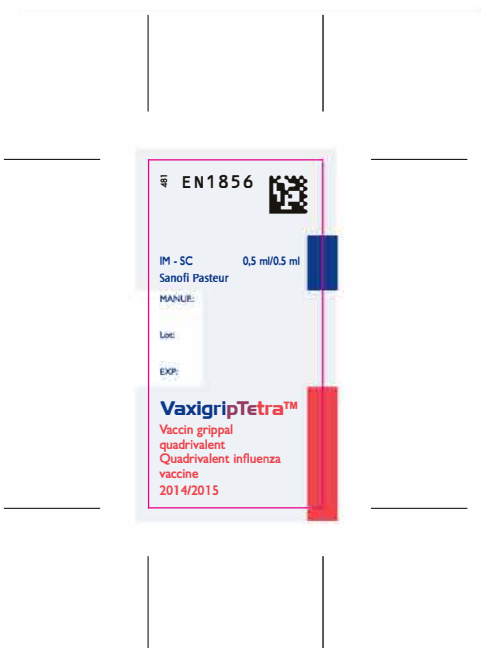 481 EN1856
IM - SC 0,5 ml/0.5 ml
Sanofi Pasteur
MANUF.:
Lot:
EXP.:
VaxigripTetra™
Vaccin grippal
quadrivalent
Quadrivalent influenza
vaccine
2014/2015